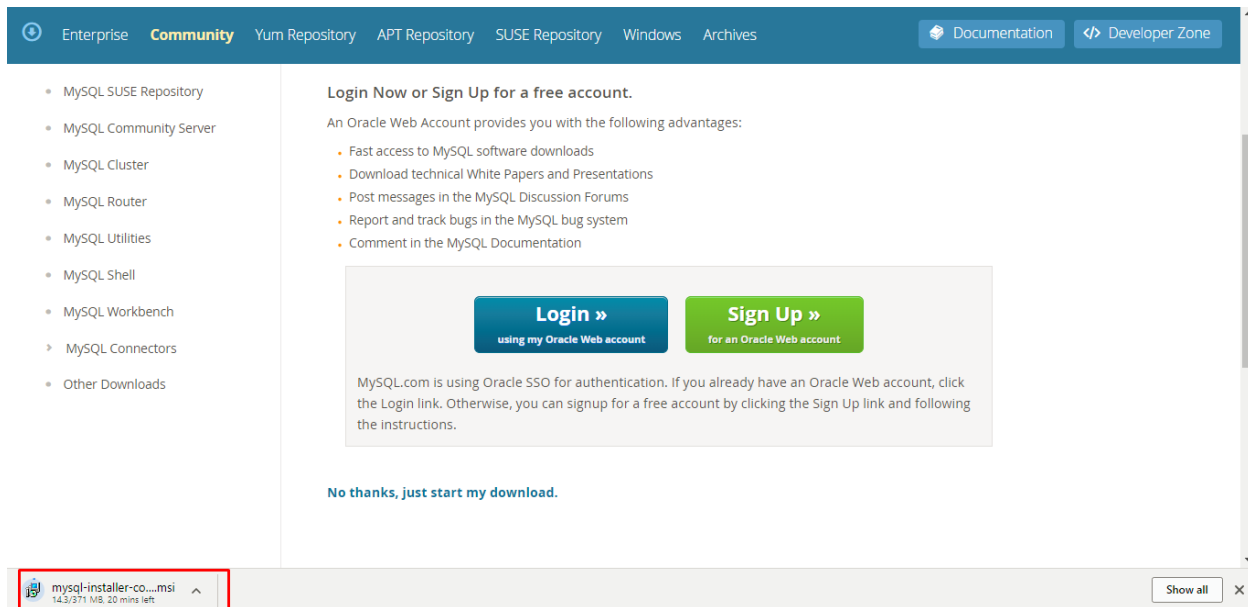 Enterprise Community Yum Repository APT Repository SUSE Repository Windows Archives Documentation </> Developer Zone
MySQL SUSE Repository
MySQL Community Server
MySQL Cluster
MySQL Router
MySQL Utilities
MySQL Shell
MySQL Workbench
MySQL Connectors
Other Downloads
Login Now or Sign Up for a free account.
An Oracle Web Account provides you with the following advantages:
Fast access to MySQL software downloads
Download technical White Papers and Presentations
Post messages in the MySQL Discussion Forums
Report and track bugs in the MySQL bug system
Comment in the MySQL Documentation
Login »
using my Oracle Web account
Sign Up »
for an Oracle Web account
MySQL.com is using Oracle SSO for authentication. If you already have an Oracle Web account, click
the Login link. Otherwise, you can signup for a free account by clicking the Sign Up link and following
the instructions.
No thanks, just start my download.
mysql-installer-co....msi
14.3/371 MB, 20 mins left
Show all